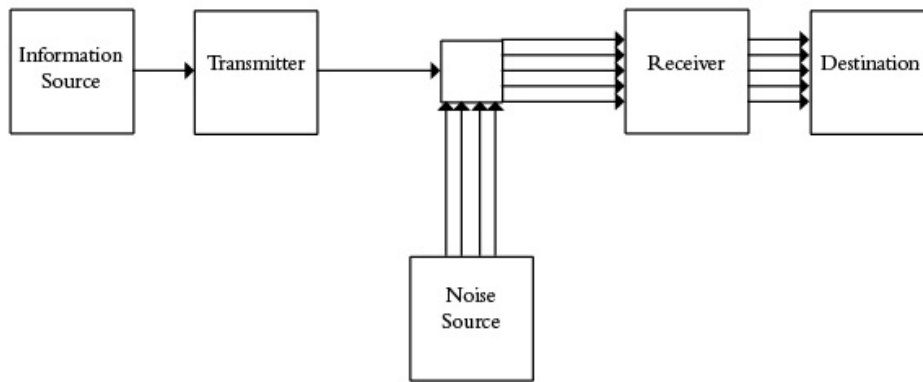 Information
Source
Transmitter
Receiver
Destination
Noise
Source